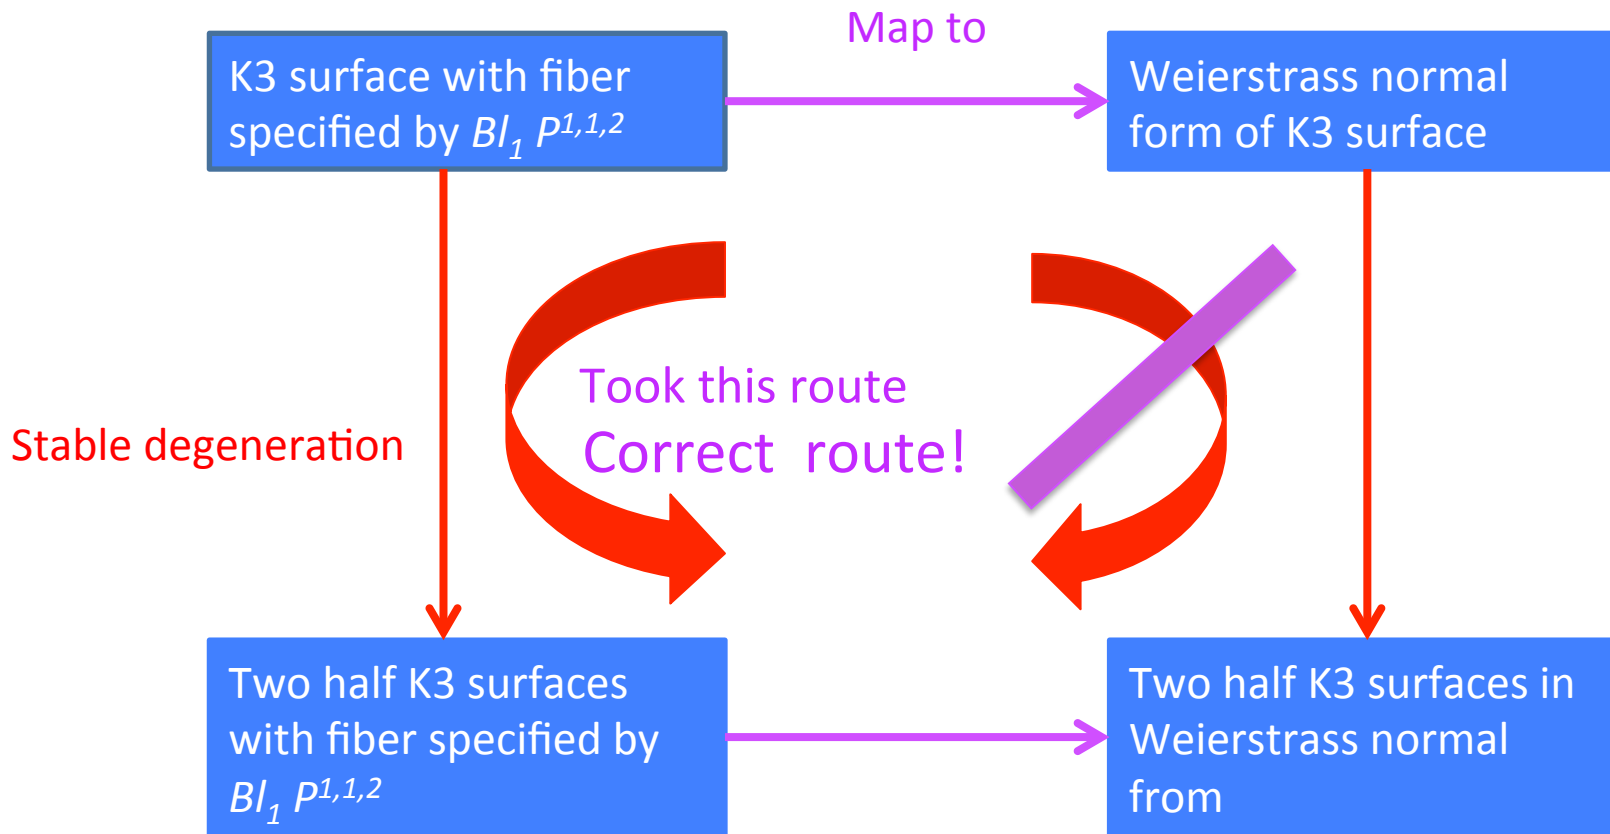 Map to
K3 surface with fiber
specified by Bl₁ P¹,¹,²
Weierstrass normal
form of K3 surface
Took this route
Correct route!
Stable degeneration
Two half K3 surfaces
with fiber specified by
Bl₁ P¹,¹,²
Two half K3 surfaces in
Weierstrass normal
from